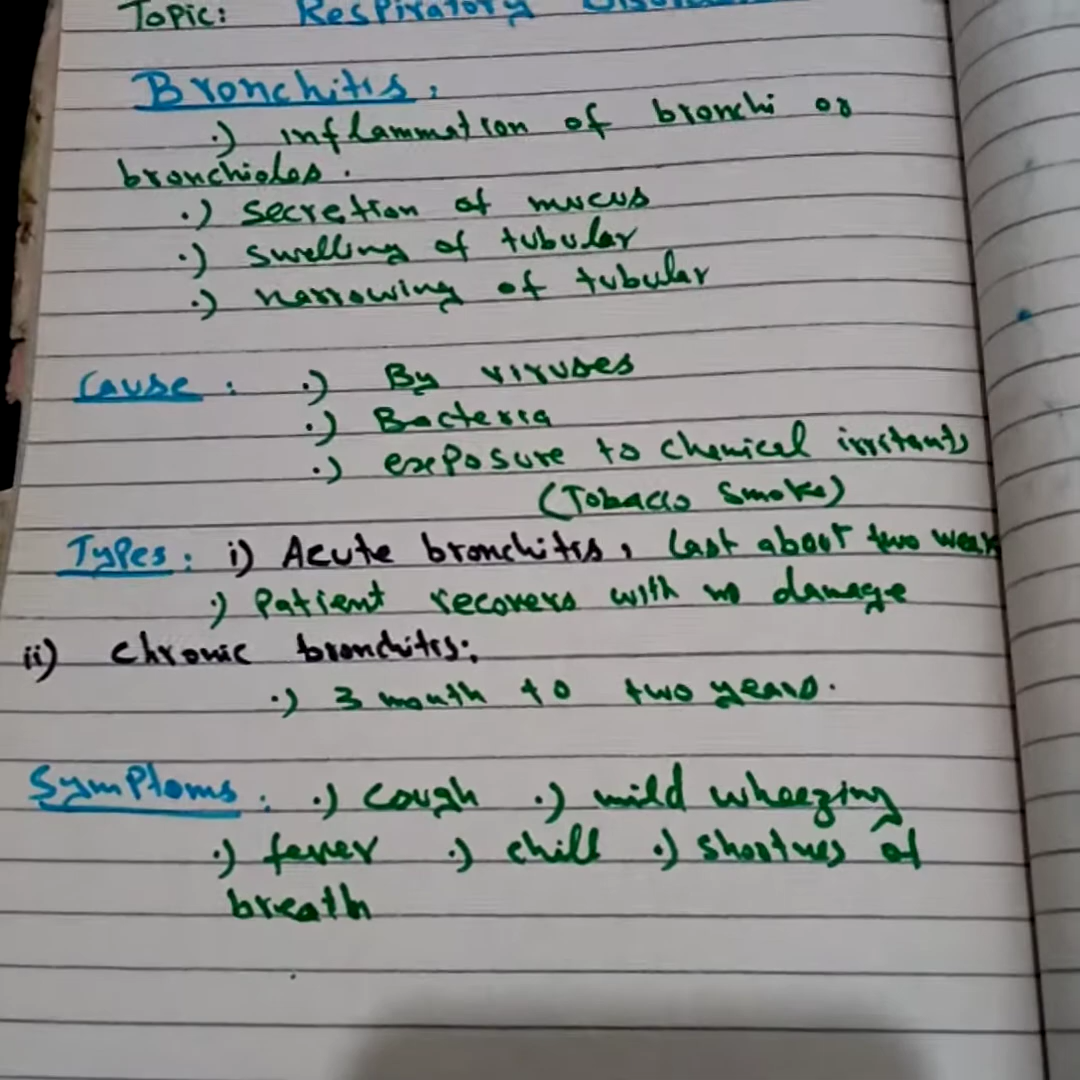 Topic: Respiratory
Bronchitis:
·) inflammation of bronchi or
bronchioles.
·) secretion of mucus
·) swelling of tubular
·) narrowing of tubular
Cause: ·) By viruses
·) Bacteria
·) exposure to chemical irritants
(Tobacco Smoke)
Types: i) Acute bronchitis, last about two
·) Patient recovers with no damage
ii) chronic bronchitis:,
·) 3 month to two years.
Symptoms: ·) cough ·) mild wheezing
·) fever ·) chill ·) shortnes of
breath